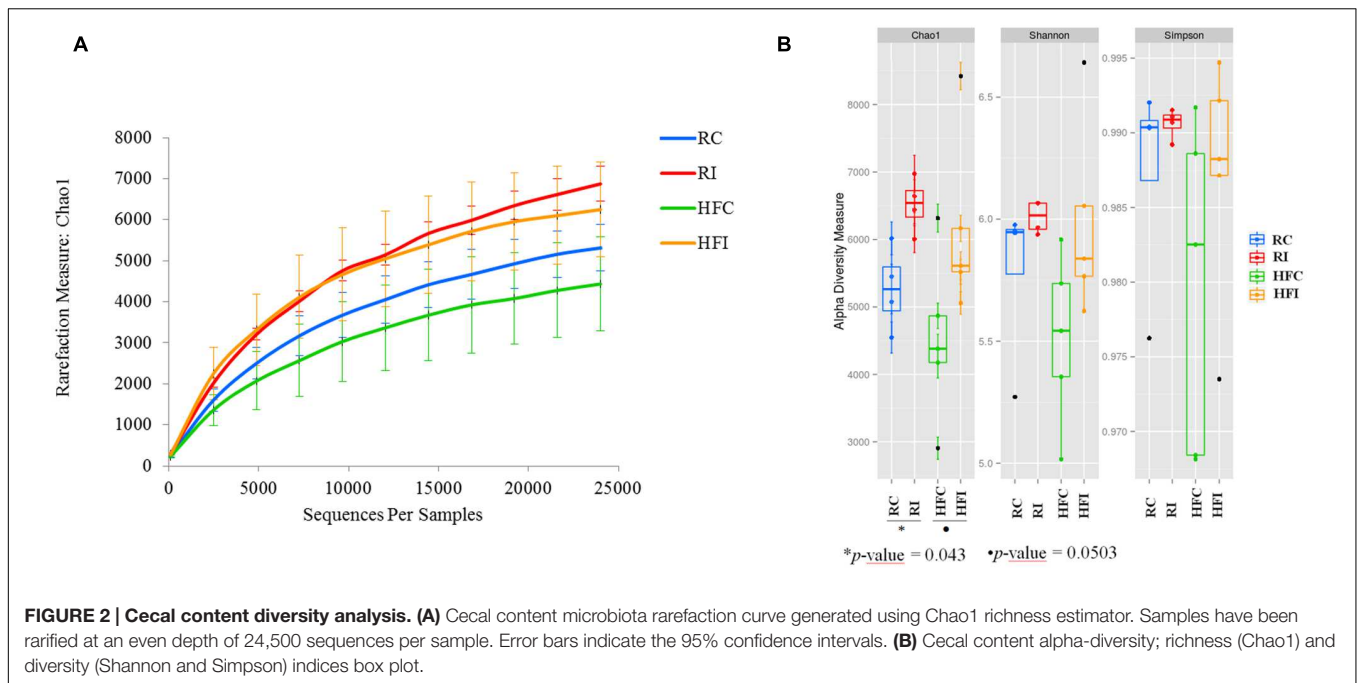 A
Rarefaction Measure: Chao1
8000
7000
6000
5000
4000
3000
2000
1000
0
0 5000 10000 15000 20000 25000
Sequences Per Samples
RC
RI
HFC
HFI
B
Chao1 Shannon Simpson
Alpha Diversity Measure
8000
7000
6000
5000
4000
3000
6.5
6.0
5.5
5.0
0.995
0.990
0.985
0.980
0.975
0.970
RC RI HFC HFI
RC RI HFC HFI
RC RI HFC HFI
* •
*p-value = 0.043 •p-value = 0.0503
RC
RI
HFC
HFI
FIGURE 2 | Cecal content diversity analysis. (A) Cecal content microbiota rarefaction curve generated using Chao1 richness estimator. Samples have been
rarified at an even depth of 24,500 sequences per sample. Error bars indicate the 95% confidence intervals. (B) Cecal content alpha-diversity; richness (Chao1) and
diversity (Shannon and Simpson) indices box plot.